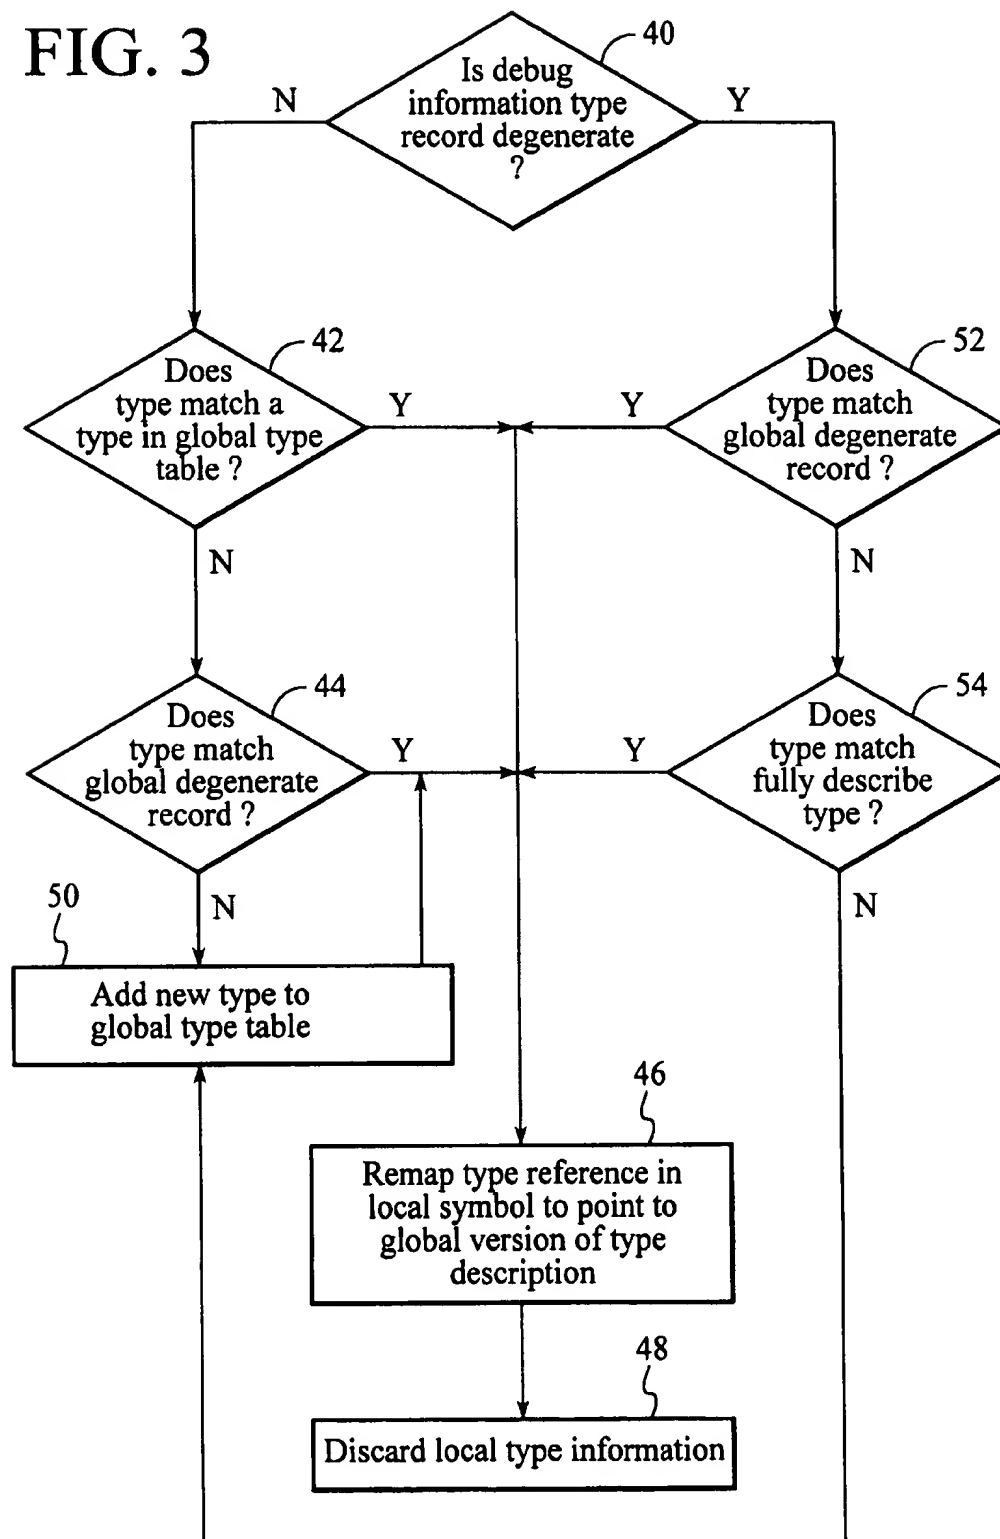 FIG. 3
40
Is debug
information type
record degenerate
?
N
Y
42
Does
type match a
type in global type
table ?
Y
N
52
Does
type match
global degenerate
record ?
Y
N
44
Does
type match
global degenerate
record ?
Y
N
54
Does
type match
fully describe
type ?
Y
N
50
Add new type to
global type table
46
Remap type reference in
local symbol to point to
global version of type
description
48
Discard local type information